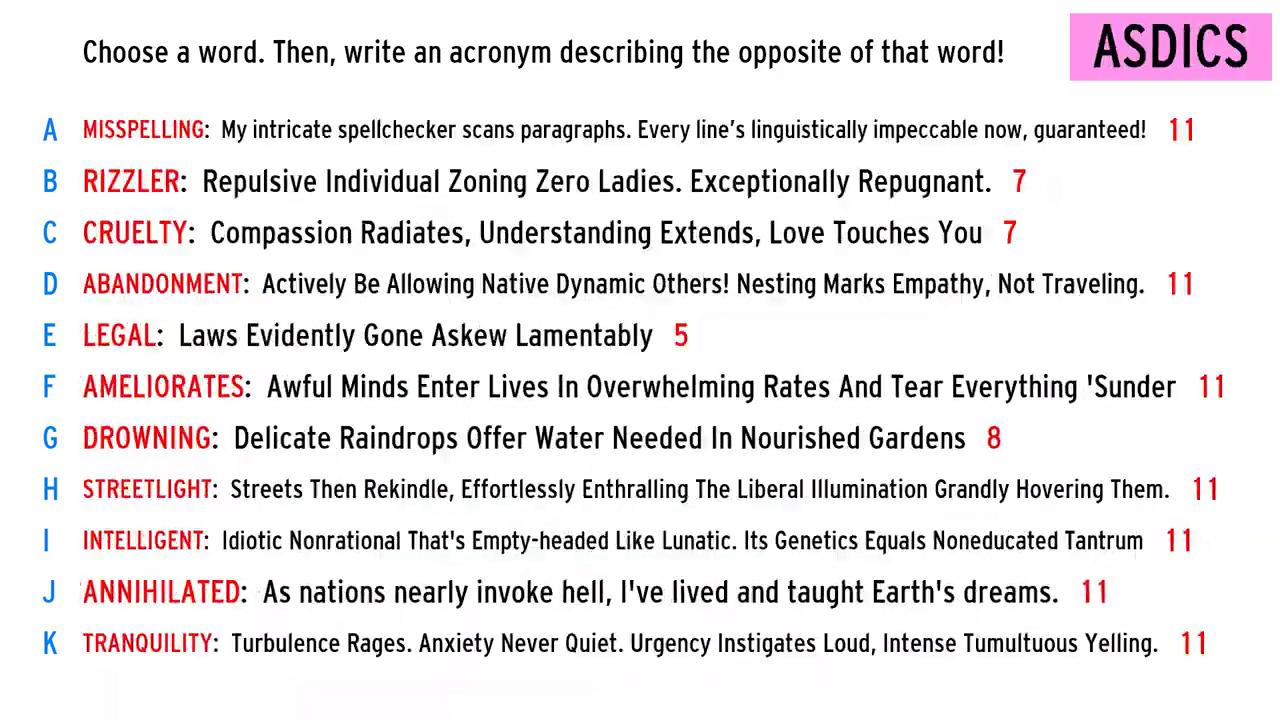 Choose a word. Then, write an acronym describing the opposite of that word!
ASDICS
A MISSPELLING: My intricate spellchecker scans paragraphs. Every line's linguistically impeccable now, guaranteed! 11
B RIZZLER: Repulsive Individual Zoning Zero Ladies. Exceptionally Repugnant. 7
C CRUELTY: Compassion Radiates, Understanding Extends, Love Touches You 7
D ABANDONMENT: Actively Be Allowing Native Dynamic Others! Nesting Marks Empathy, Not Traveling. 11
E LEGAL: Laws Evidently Gone Askew Lamentably 5
F AMELIORATES: Awful Minds Enter Lives In Overwhelming Rates And Tear Everything 'Sunder 11
G DROWNING: Delicate Raindrops Offer Water Needed In Nourished Gardens 8
H STREETLIGHT: Streets Then Rekindle, Effortlessly Enthralling The Liberal Illumination Grandly Hovering Them. 11
I INTELLIGENT: Idiotic Nonrational That's Empty-headed Like Lunatic. Its Genetics Equals Noneducated Tantrum 11
J ANNIHILATED: As nations nearly invoke hell, I've lived and taught Earth's dreams. 11
K TRANQUILITY: Turbulence Rages. Anxiety Never Quiet. Urgency Instigates Loud, Intense Tumultuous Yelling. 11